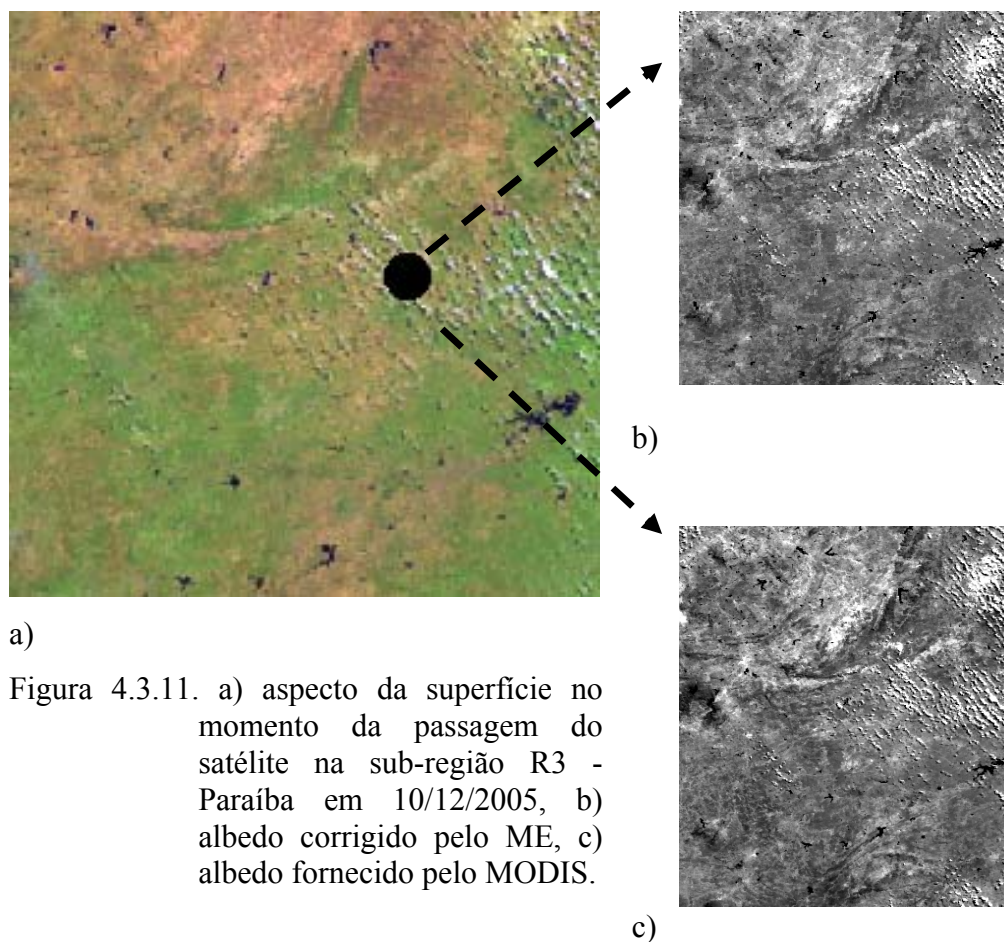 b)
a)
Figura 4.3.11. a) aspecto da superfície no
momento da passagem do
satélite na sub-região R3 -
Paraíba em 10/12/2005, b)
albedo corrigido pelo ME, c)
albedo fornecido pelo MODIS.
c)